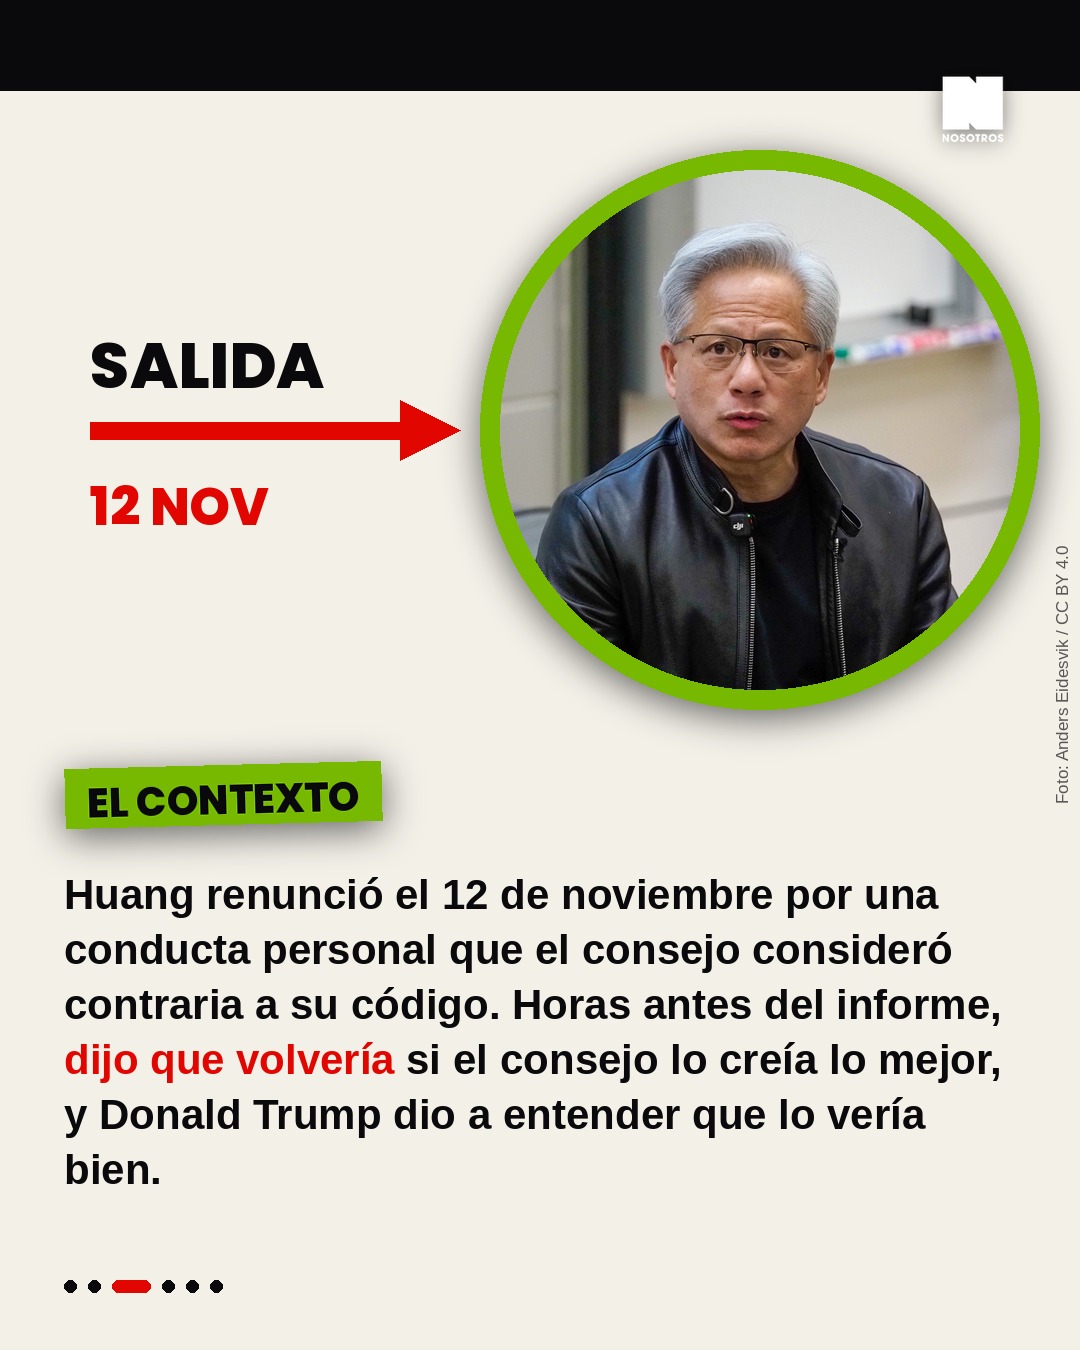 NOSOTROS
SALIDA
12 NOV
dji
Foto: Anders Eidesvik / CC BY 4.0
EL CONTEXTO
Huang renunció el 12 de noviembre por una
conducta personal que el consejo consideró
contraria a su código. Horas antes del informe,
dijo que volvería si el consejo lo creía lo mejor,
y Donald Trump dio a entender que lo vería
bien.